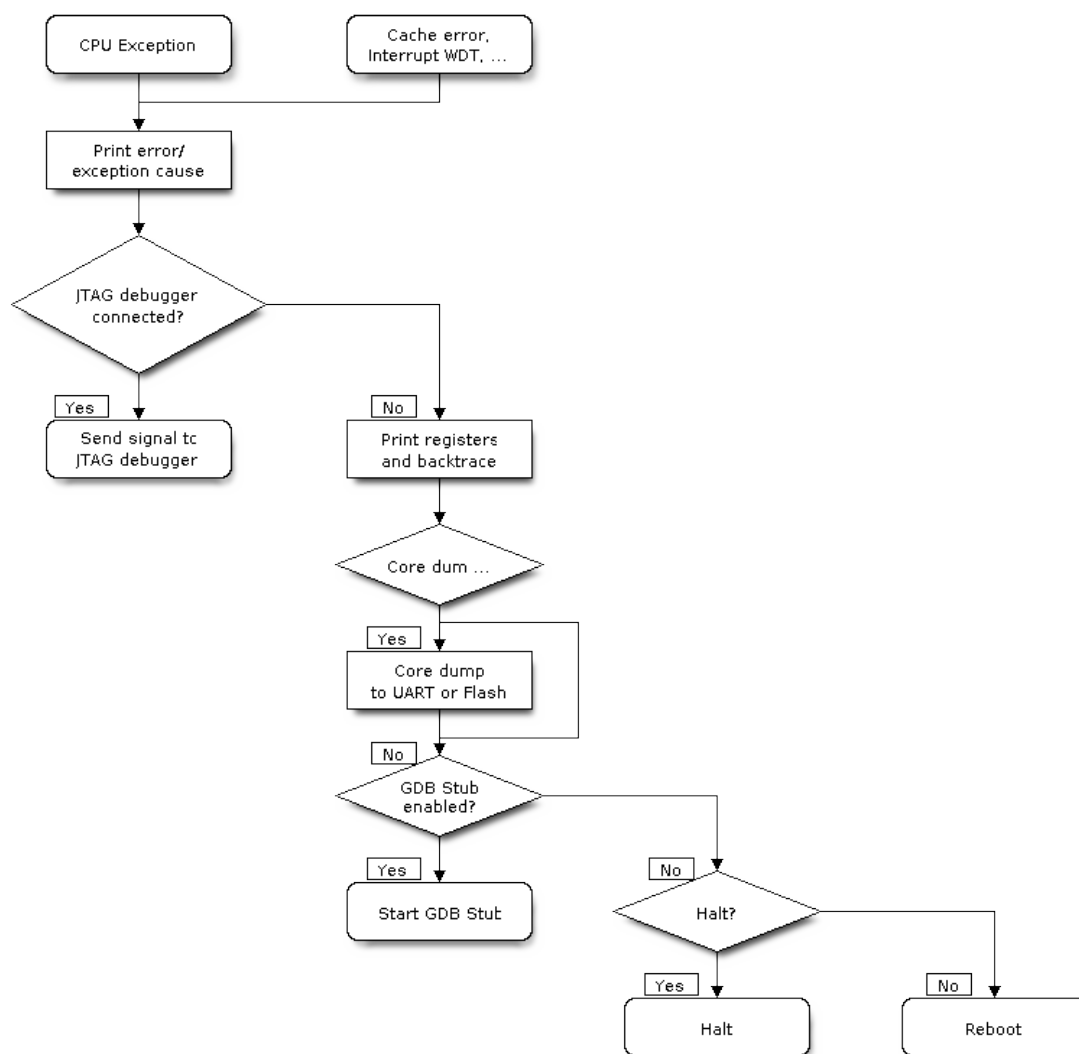 CPU Exception
Cache error,
Interrupt WDT, ...
Print error/
exception cause
JTAG debugger
connected?
Yes
No
Send signal to
JTAG debugger
Print registers
and backtrace
Core dum ...
Yes
Core dump
to UART or Flash
No
GDB Stub
enabled?
Yes
No
Start GDB Stub
Halt?
Yes
No
Halt
Reboot